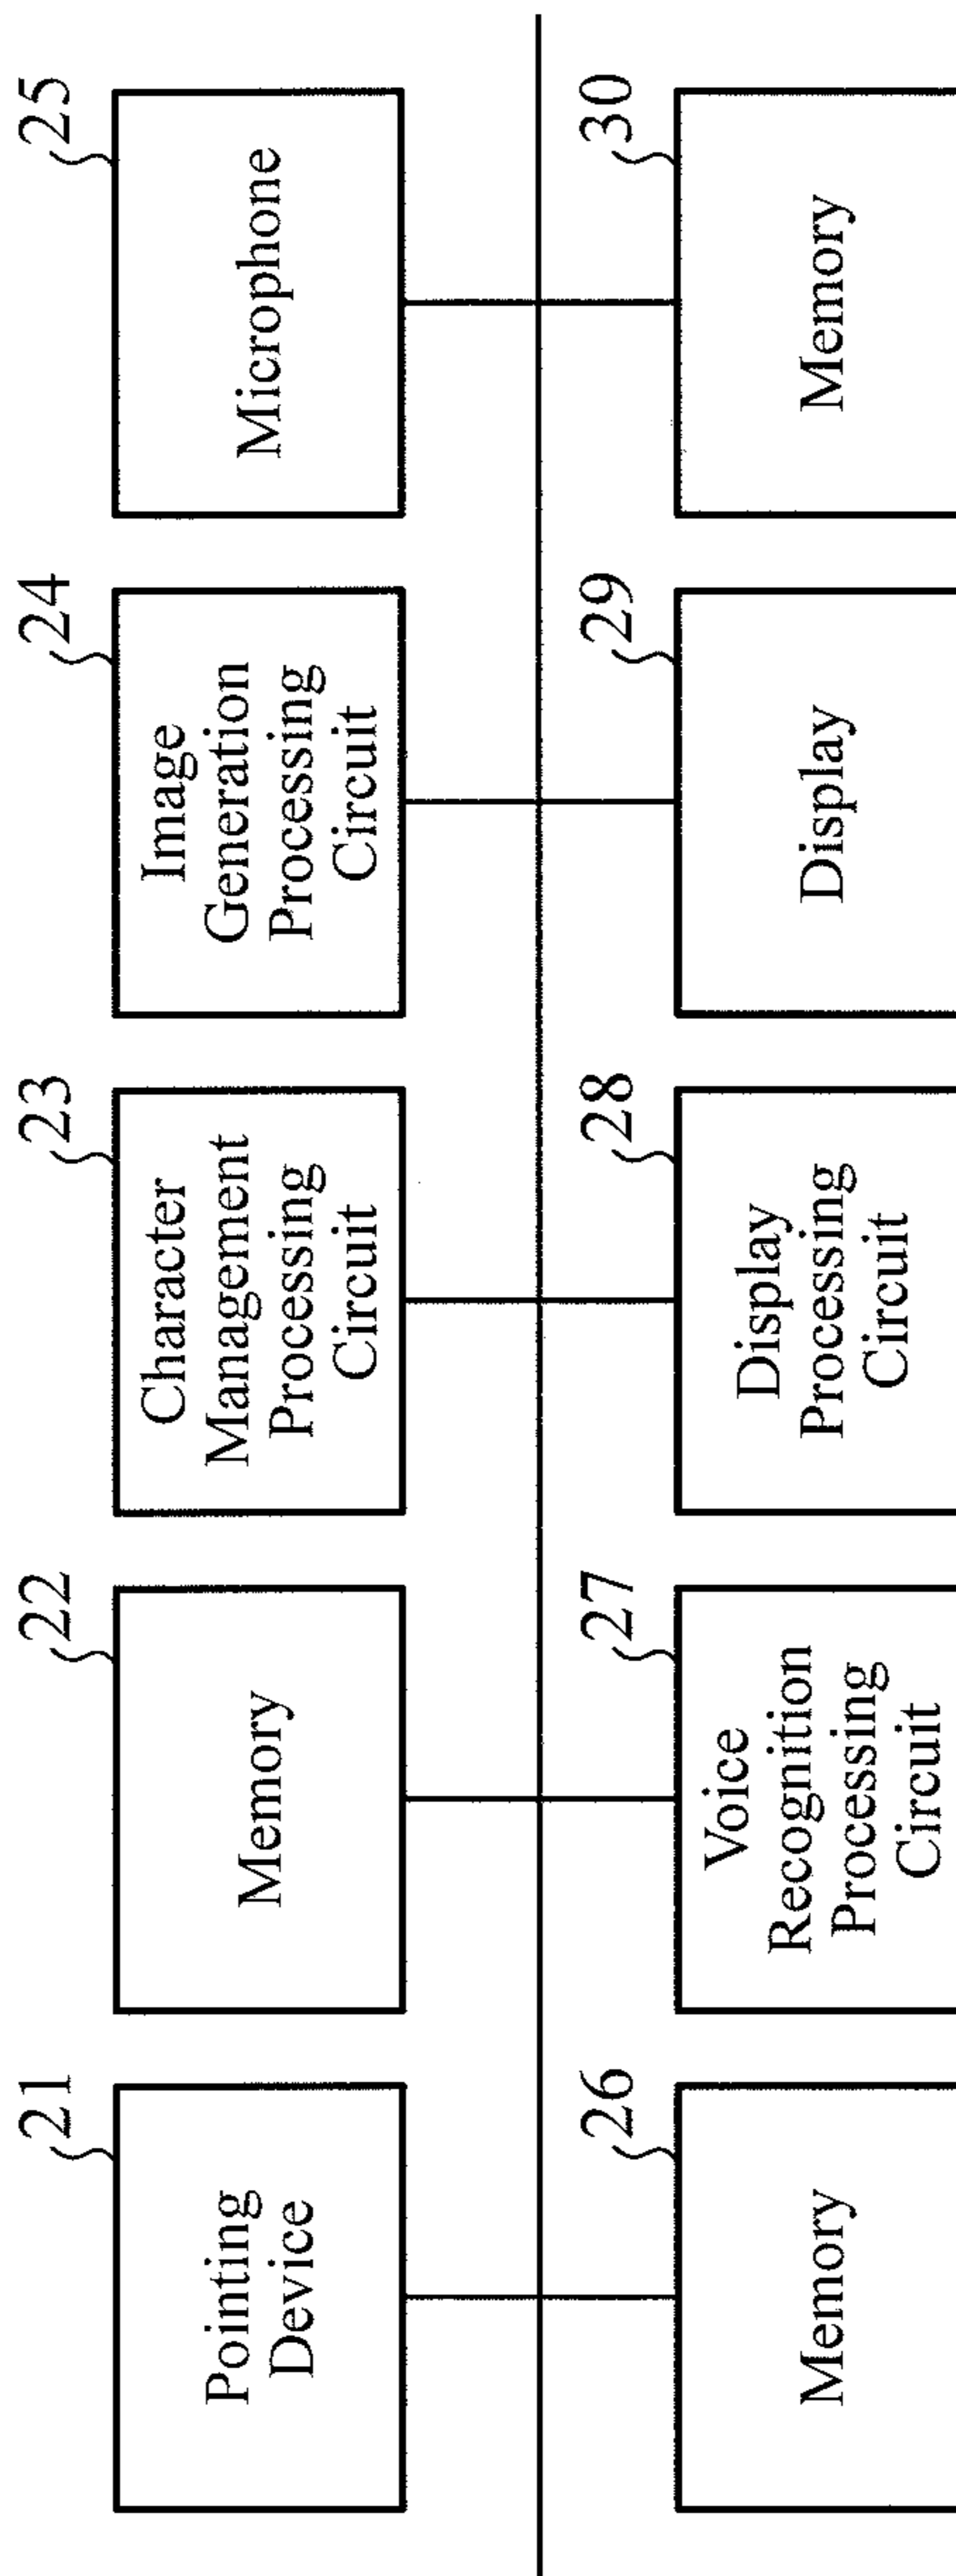 21
Pointing
Device
22
Memory
23
Character
Management
Processing
Circuit
24
Image
Generation
Processing
Circuit
25
Microphone
26
Memory
27
Voice
Recognition
Processing
Circuit
28
Display
Processing
Circuit
29
Display
30
Memory